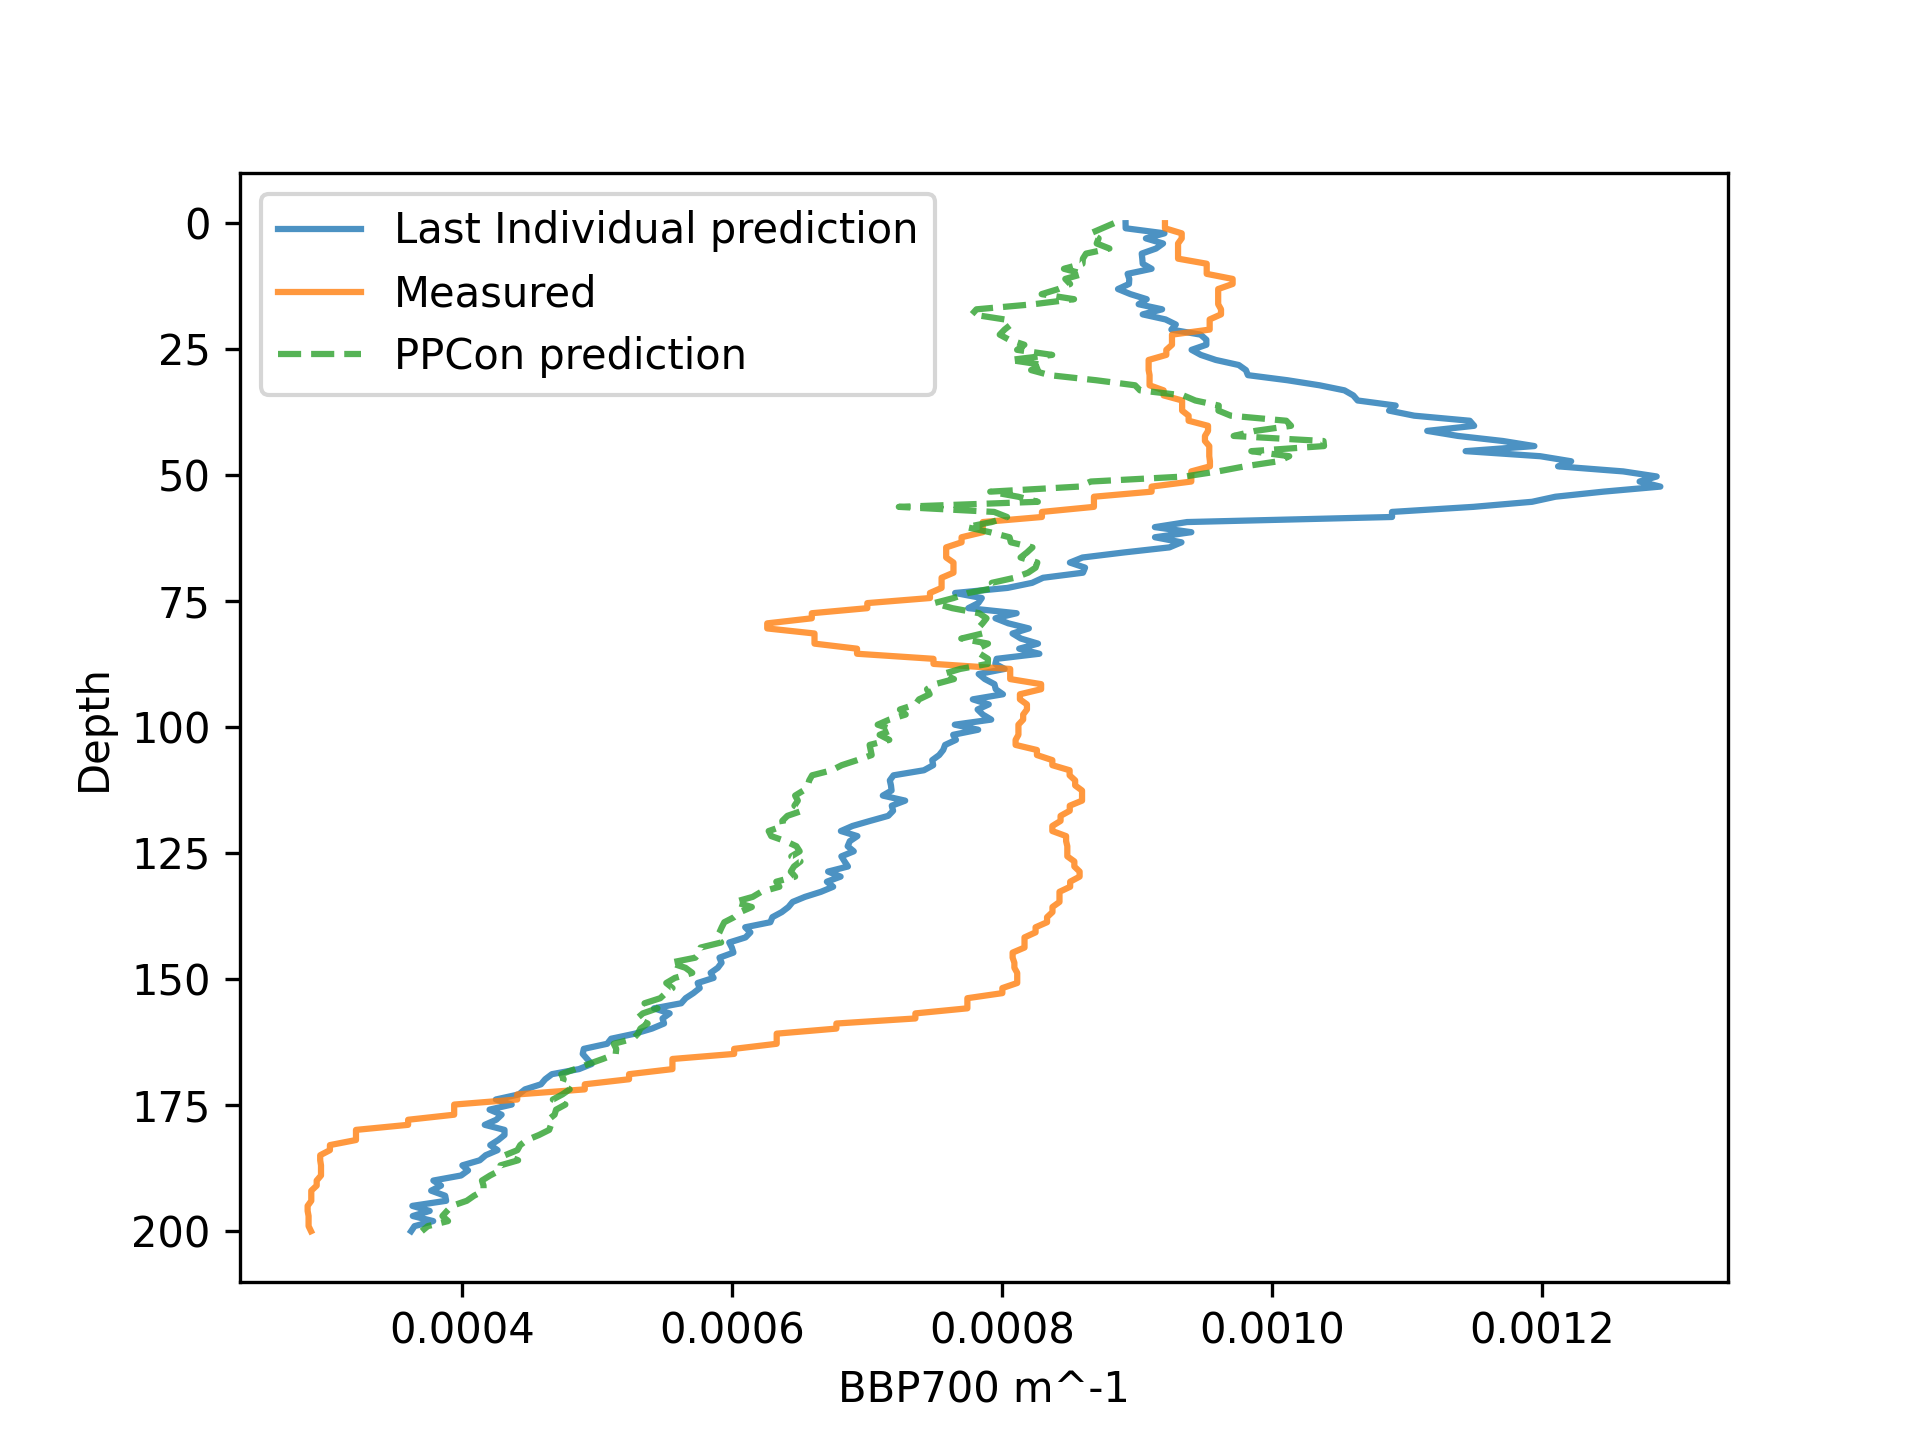 Last Individual prediction
Measured
PPCon prediction
0
25
50
75
100
125
150
175
200
Depth
0.0004 0.0006 0.0008 0.0010 0.0012
BBP700 m^-1